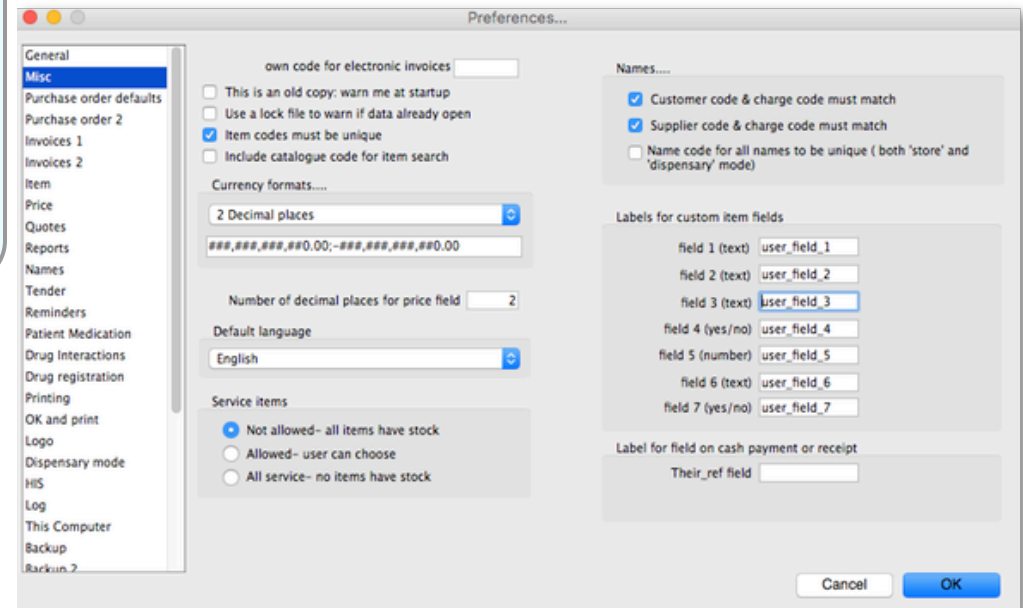 Preferences...
General
Misc
Purchase order defaults
Purchase order 2
Invoices 1
Invoices 2
Item
Price
Quotes
Reports
Names
Tender
Reminders
Patient Medication
Drug Interactions
Drug registration
Printing
OK and print
Logo
Dispensary mode
HIS
Log
This Computer
Backup
Backup 2
own code for electronic invoices
This is an old copy: warn me at startup
Use a lock file to warn if data already open
Item codes must be unique
Include catalogue code for item search
Currency formats....
2 Decimal places
###,###,###,##0.00;-###,###,###,##0.00
Number of decimal places for price field 2
Default language
English
Service items
Not allowed- all items have stock
Allowed- user can choose
All service- no items have stock
Names....
Customer code & charge code must match
Supplier code & charge code must match
Name code for all names to be unique ( both 'store' and
'dispensary' mode)
Labels for custom item fields
field 1 (text) user_field_1
field 2 (text) user_field_2
field 3 (text) user_field_3
field 4 (yes/no) user_field_4
field 5 (number) user_field_5
field 6 (text) user_field_6
field 7 (yes/no) user_field_7
Label for field on cash payment or receipt
Their_ref field
Cancel
OK